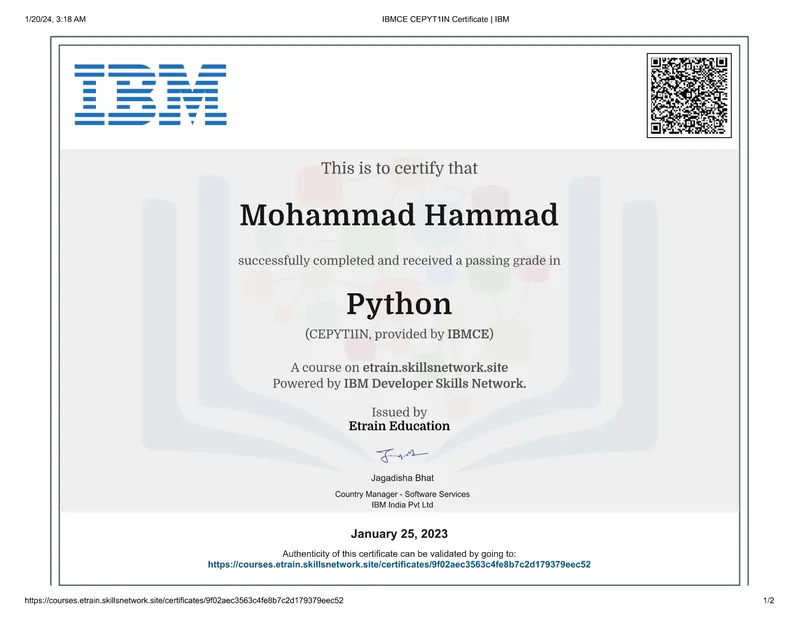 1/20/24, 3:18 AM
IBMCE CEPYT1IN Certificate | IBM
IBM
This is to certify that
Mohammad Hammad
successfully completed and received a passing grade in
Python
(CEPYT1IN, provided by IBMCE)
A course on etrain.skillsnetwork.site
Powered by IBM Developer Skills Network.
Issued by
Etrain Education
Jagadisha Bhat
Country Manager - Software Services
IBM India Pvt Ltd
January 25, 2023
Authenticity of this certificate can be validated by going to:
https://courses.etrain.skillsnetwork.site/certificates/9f02aec3563c4fe8b7c2d179379eec52
https://courses.etrain.skillsnetwork.site/certificates/9f02aec3563c4fe8b7c2d179379eec52
1/2